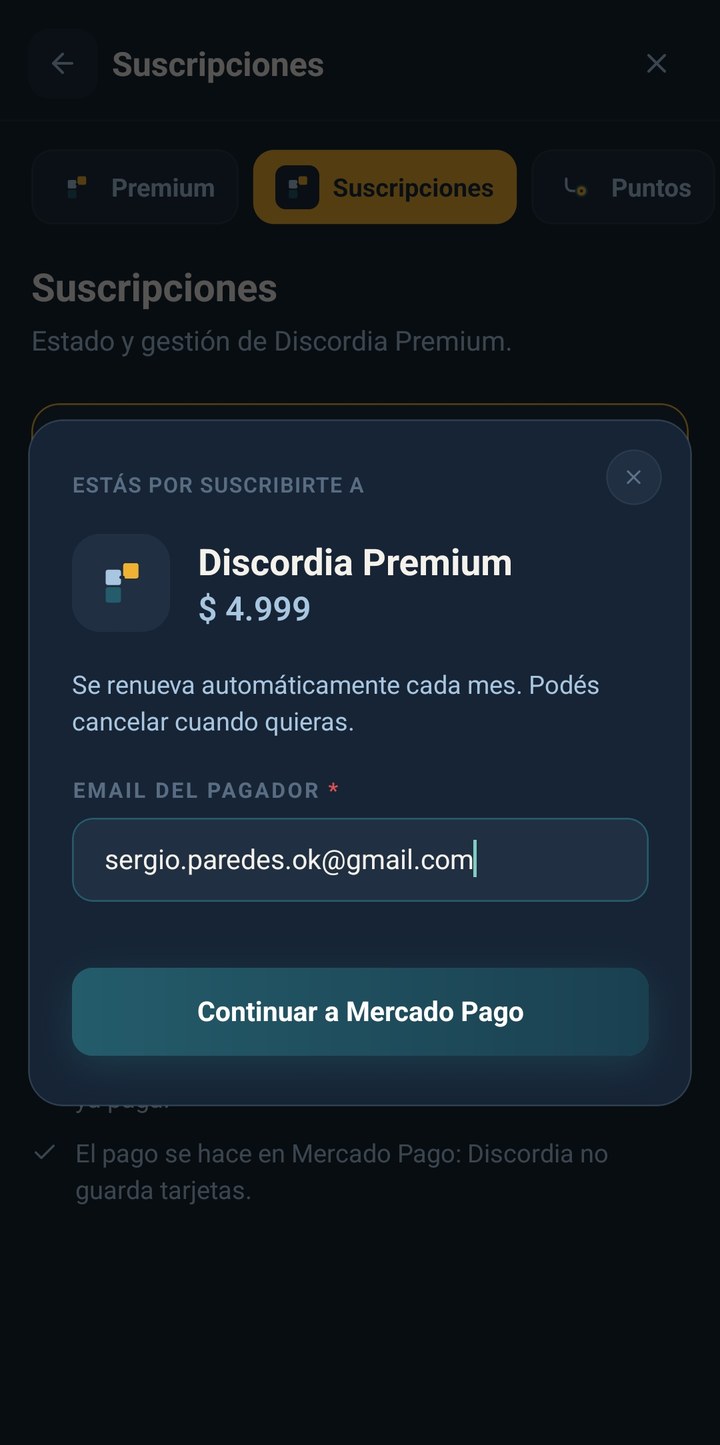 Suscripciones
Premium
Suscripciones
Puntos
Suscripciones
Estado y gestión de Discordia Premium.
ESTÁS POR SUSCRIBIRTE A
Discordia Premium
$ 4.999
Se renueva automáticamente cada mes. Podés
cancelar cuando quieras.
EMAIL DEL PAGADOR *
sergio.paredes.ok@gmail.com
Continuar a Mercado Pago
El pago se hace en Mercado Pago: Discordia no
guarda tarjetas.